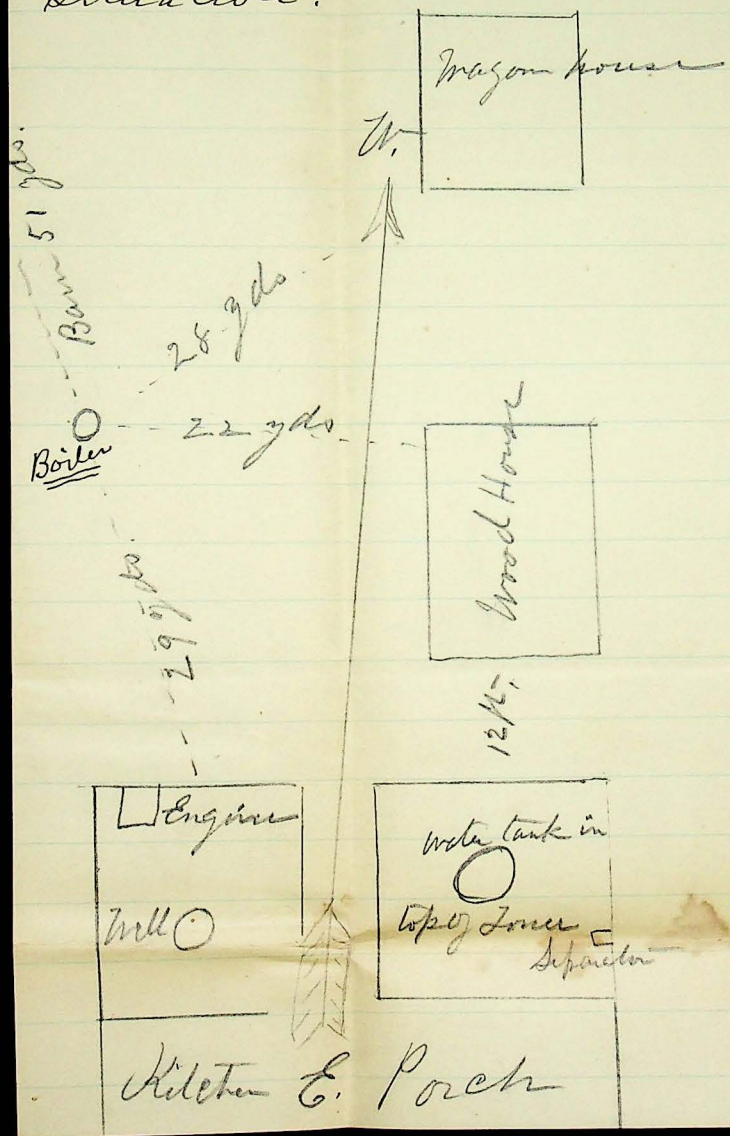 Wagon house
W.
Barn 51 yds.
28 yds.
Boiler
22 yds
Wood House
29 yds.
12 ft.
Engine
water tank in
top of Tower
Separator
Well
Kitchen E. Porch